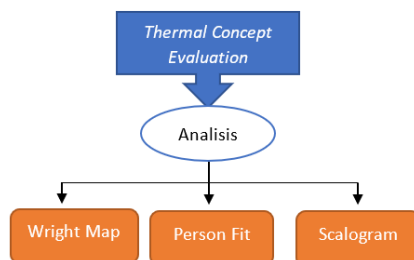 Thermal Concept
Evaluation
Analisis
Wright Map
Person Fit
Scalogram